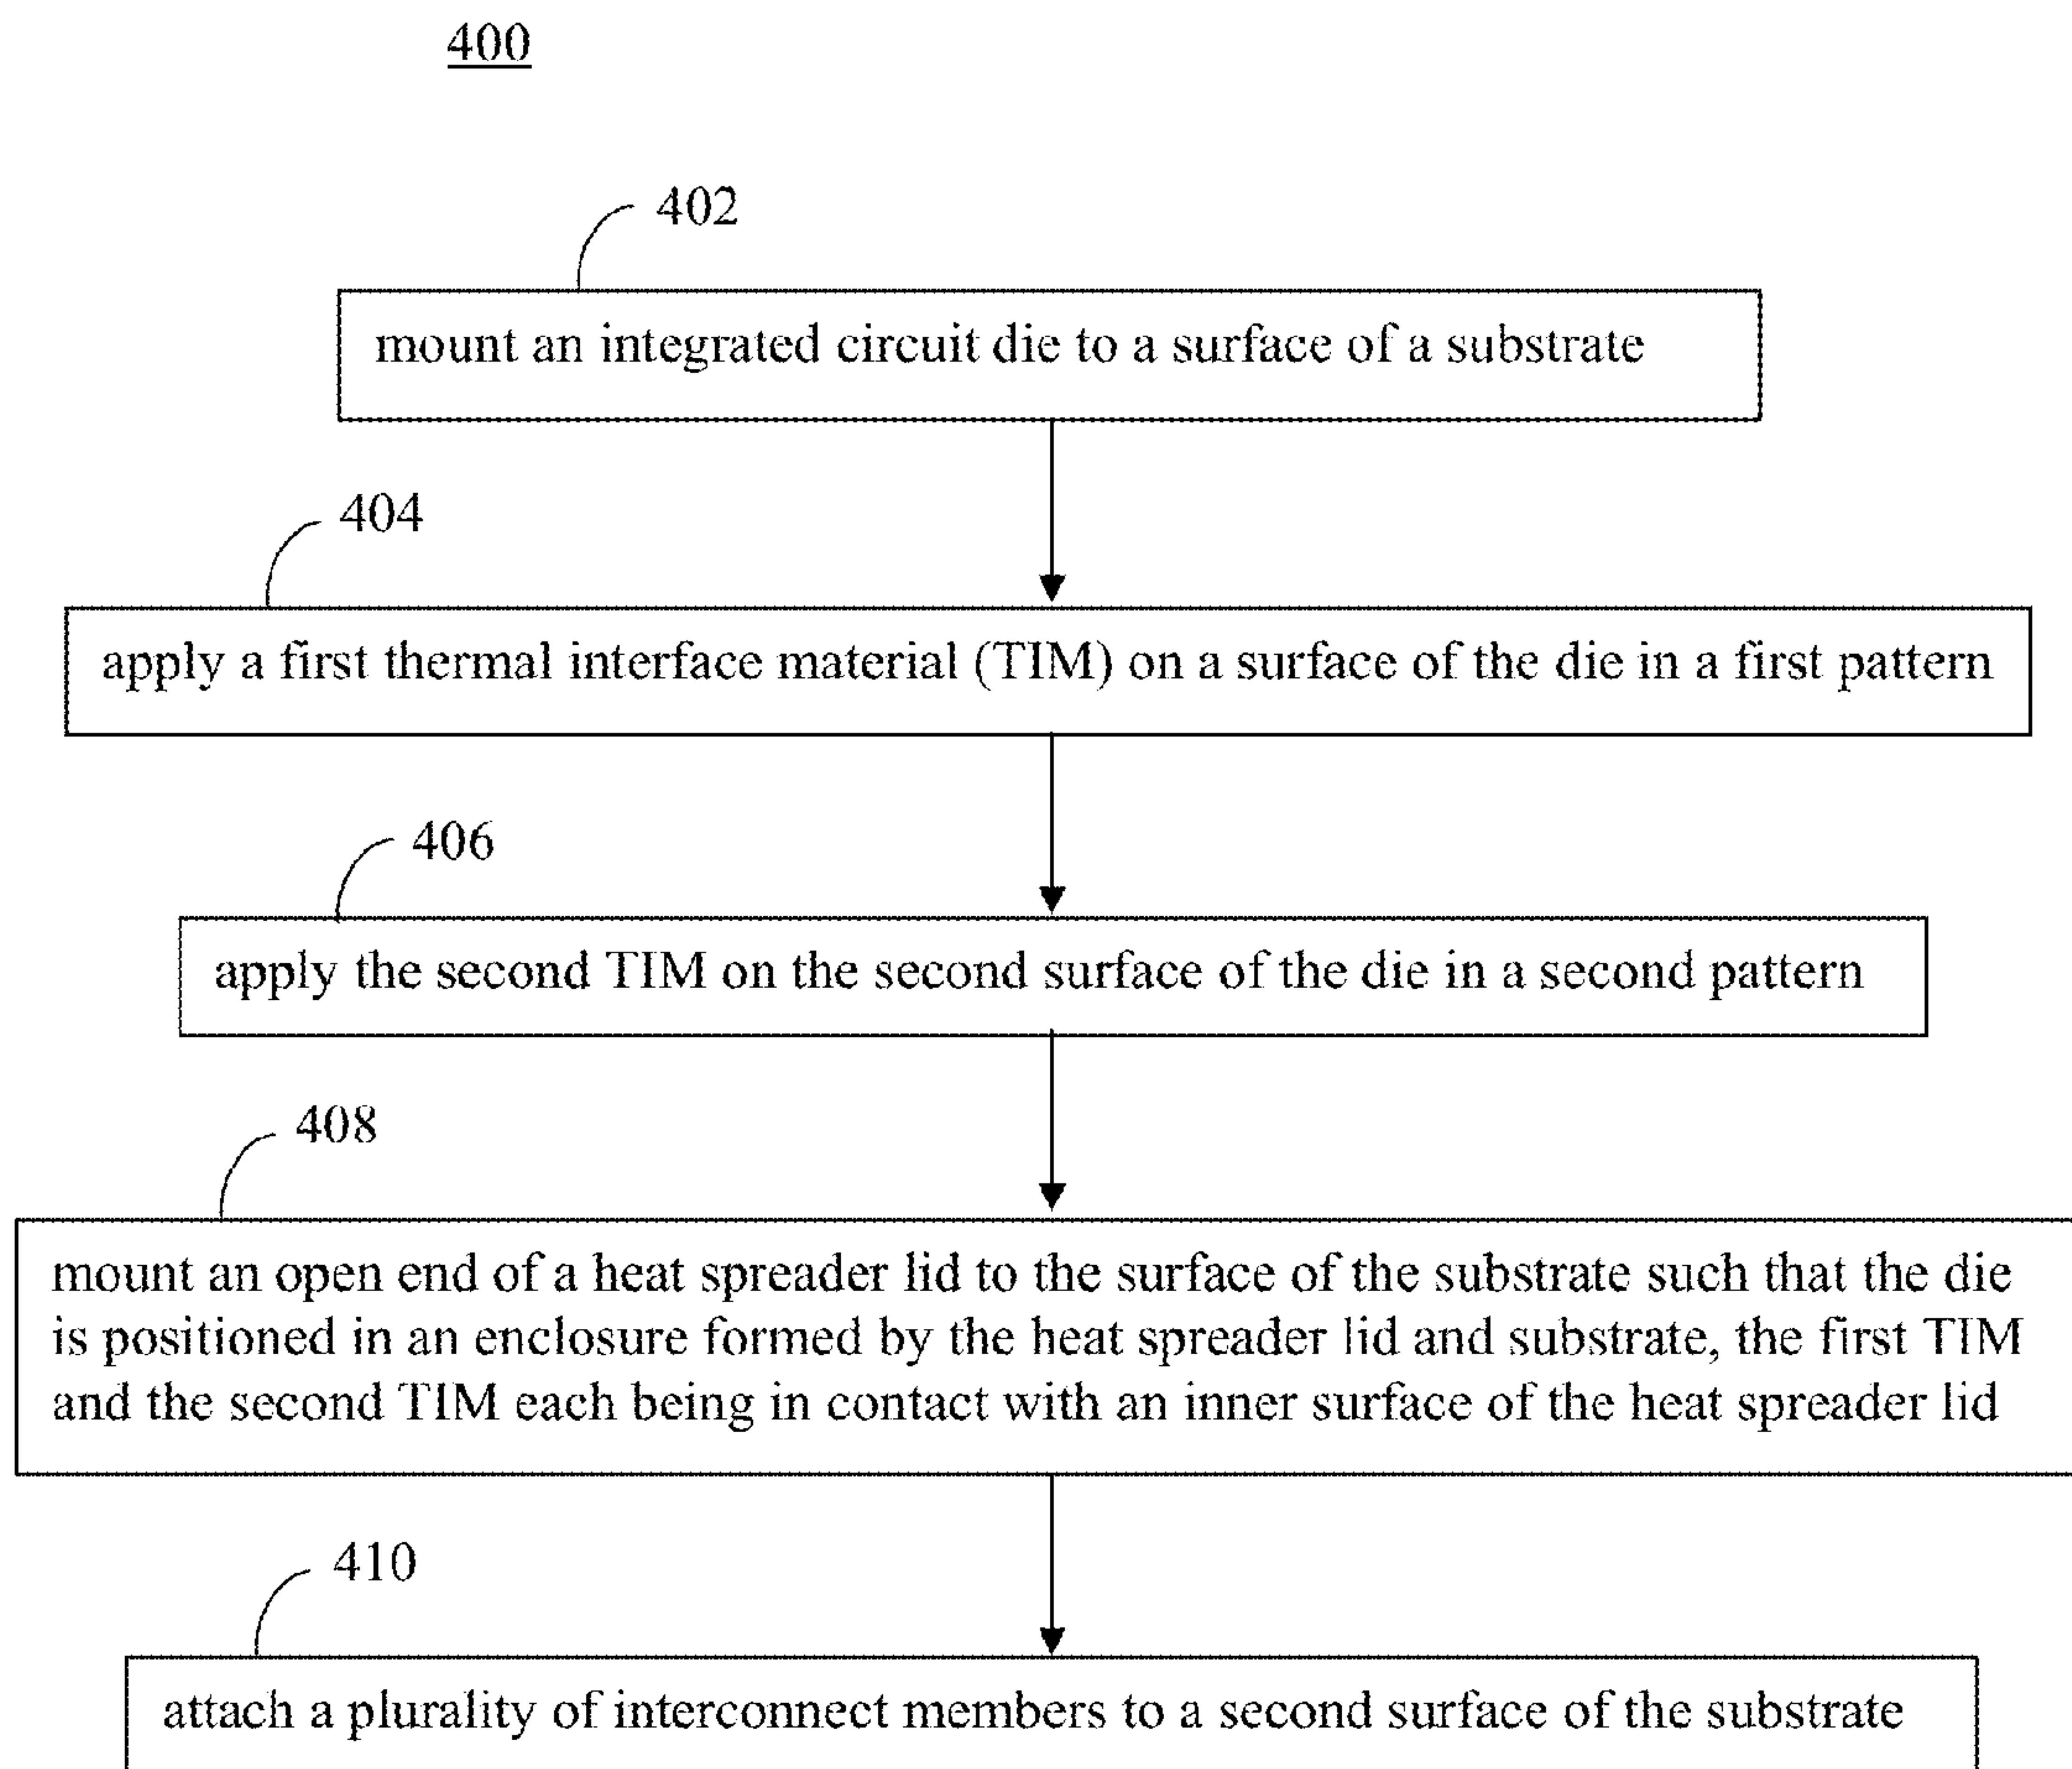 400
402
mount an integrated circuit die to a surface of a substrate
404
apply a first thermal interface material (TIM) on a surface of the die in a first pattern
406
apply the second TIM on the second surface of the die in a second pattern
408
mount an open end of a heat spreader lid to the surface of the substrate such that the die
is positioned in an enclosure formed by the heat spreader lid and substrate, the first TIM
and the second TIM each being in contact with an inner surface of the heat spreader lid
410
attach a plurality of interconnect members to a second surface of the substrate